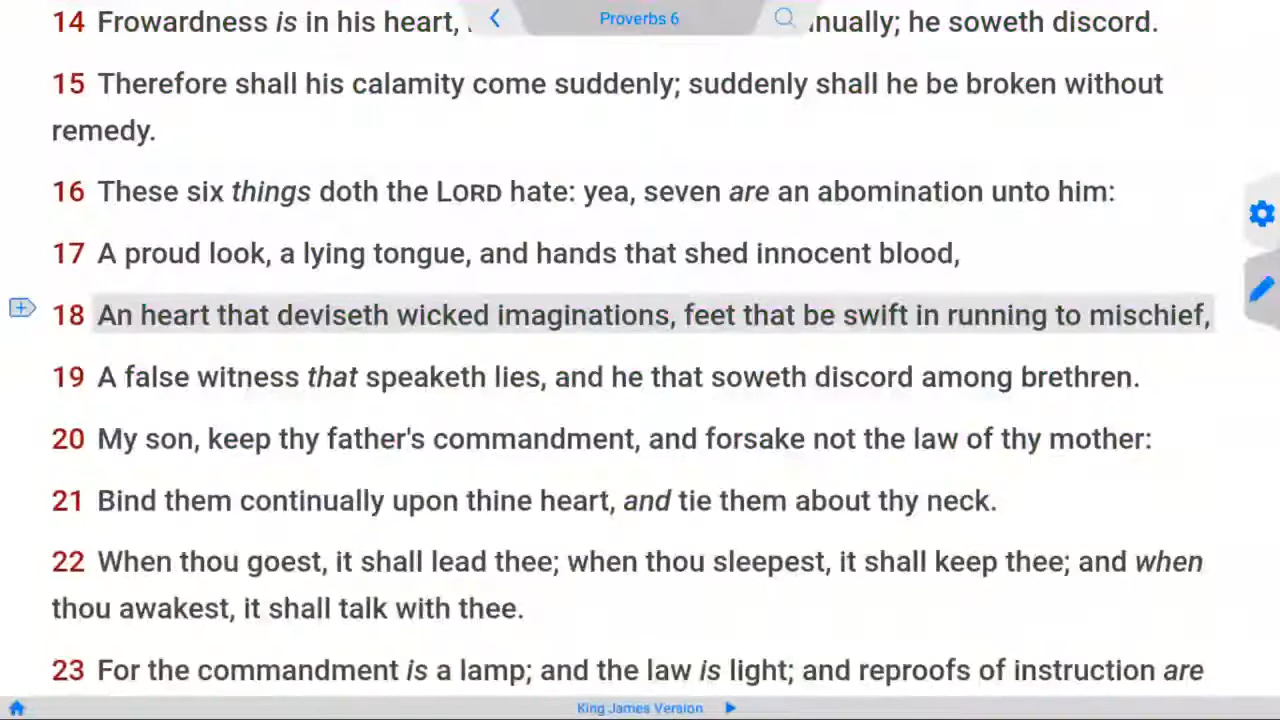 Proverbs 6
14 Frowardness is in his heart, nually; he soweth discord.
15 Therefore shall his calamity come suddenly; suddenly shall he be broken without
remedy.
16 These six things doth the LORD hate: yea, seven are an abomination unto him:
17 A proud look, a lying tongue, and hands that shed innocent blood,
18 An heart that deviseth wicked imaginations, feet that be swift in running to mischief,
19 A false witness that speaketh lies, and he that soweth discord among brethren.
20 My son, keep thy father's commandment, and forsake not the law of thy mother:
21 Bind them continually upon thine heart, and tie them about thy neck.
22 When thou goest, it shall lead thee; when thou sleepest, it shall keep thee; and when
thou awakest, it shall talk with thee.
23 For the commandment is a lamp; and the law is light; and reproofs of instruction are
King James Version